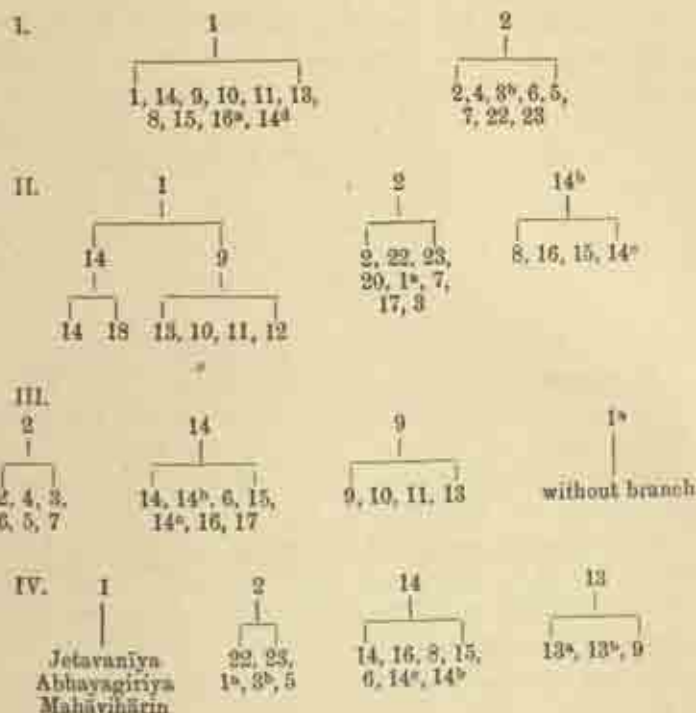 I. 1 2
1, 14, 9, 10, 11, 13, 2, 4, 3ᵇ, 6, 5,
8, 15, 16ᵃ, 14ᵈ 7, 22, 23
II. 1 2 14ᵇ
14 9 2, 22, 23, 8, 16, 15, 14ᶜ
20, 1ᵃ, 7,
17, 3
14 18 13, 10, 11, 12
III.
2 14 9 1ᵃ
2, 4, 3, 14, 14ᵇ, 6, 15, 9, 10, 11, 13 without branch
6, 5, 7 14ᵃ, 16, 17
IV. 1 2 14 13
Jetavanīya 22, 23, 14, 16, 8, 15, 13ᵃ, 13ᵇ, 9
Abhayagiriya 1ᵃ, 3ᵇ, 5 6, 14ᶜ, 14ᵇ
Mahāvihārin